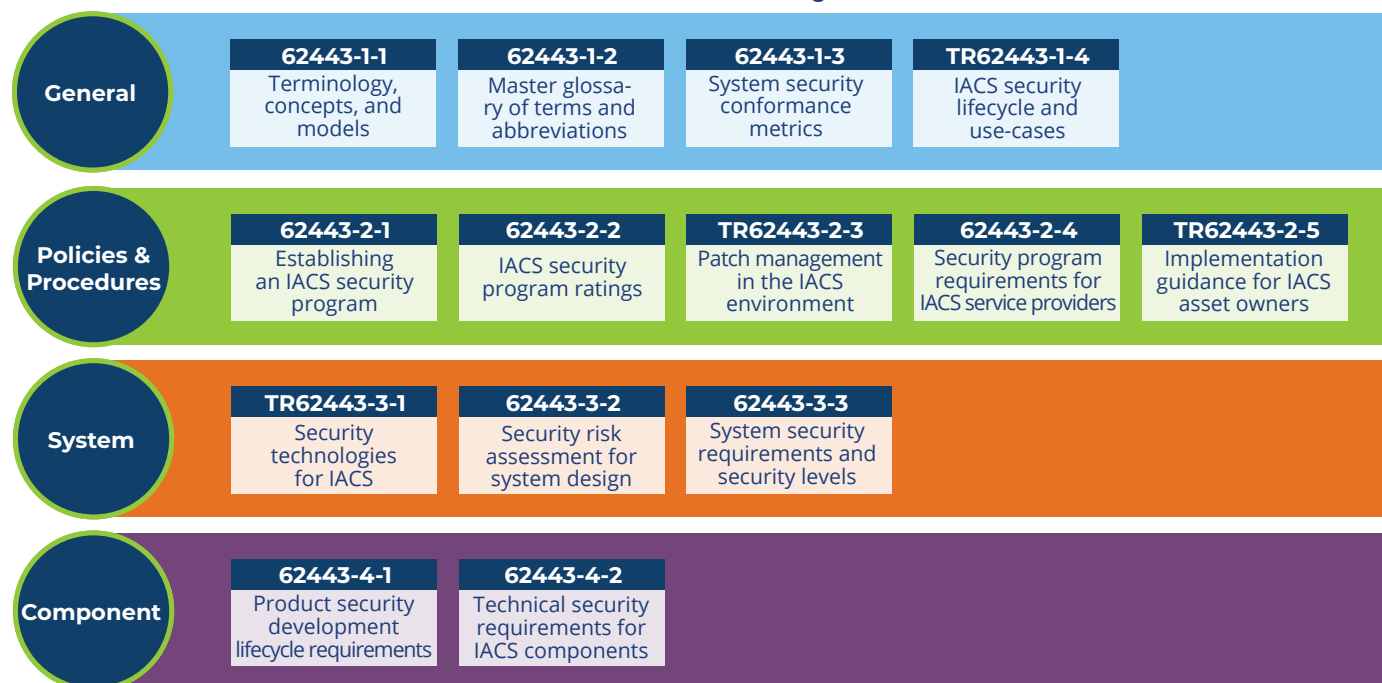 General
62443-1-1
Terminology,
concepts, and
models
62443-1-2
Master glossa-
ry of terms and
abbreviations
62443-1-3
System security
conformance
metrics
TR62443-1-4
IACS security
lifecycle and
use-cases
Policies &
Procedures
62443-2-1
Establishing
an IACS security
program
62443-2-2
IACS security
program ratings
TR62443-2-3
Patch management
in the IACS
environment
62443-2-4
Security program
requirements for
IACS service providers
TR62443-2-5
Implementation
guidance for IACS
asset owners
System
TR62443-3-1
Security
technologies
for IACS
62443-3-2
Security risk
assessment for
system design
62443-3-3
System security
requirements and
security levels
Component
62443-4-1
Product security
development
lifecycle requirements
62443-4-2
Technical security
requirements for
IACS components